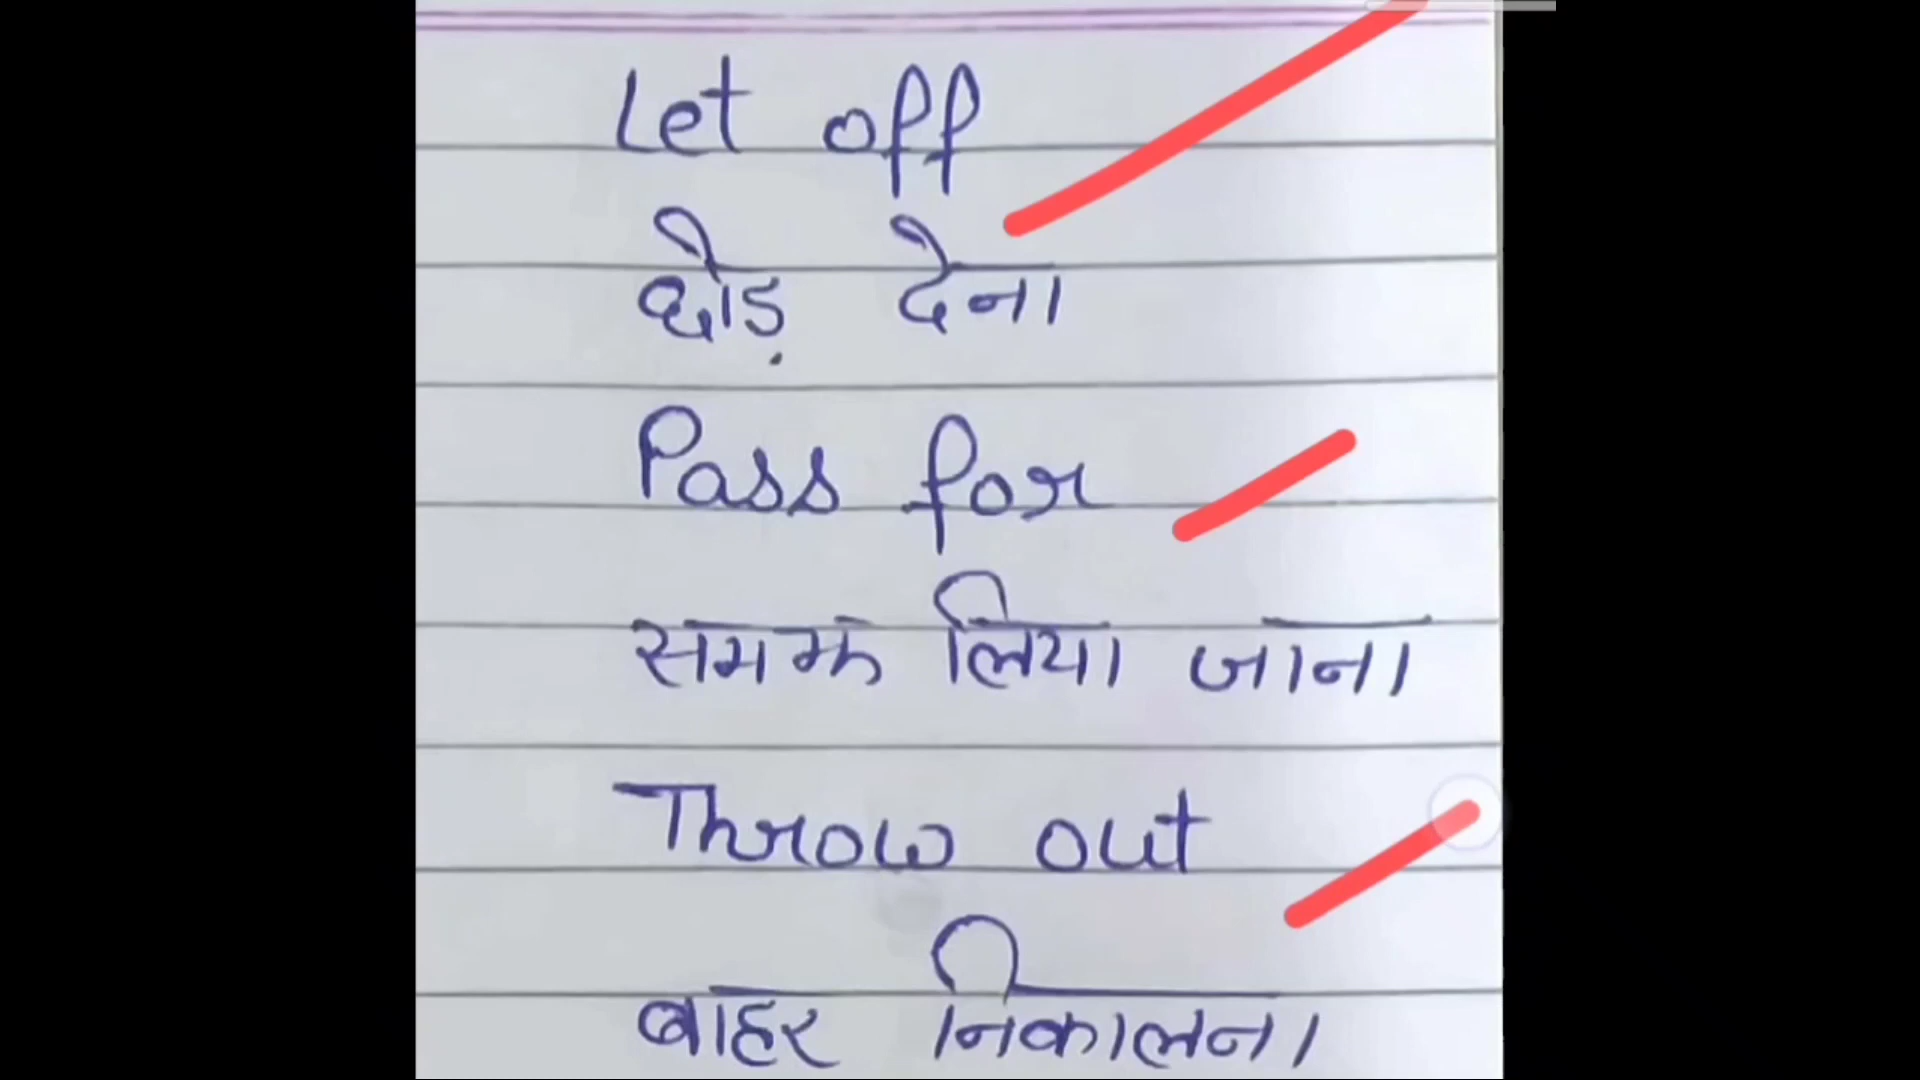 Let off
छोड़ देना
Pass for
समझ लिया जाना
Throw out
बाहर निकालना